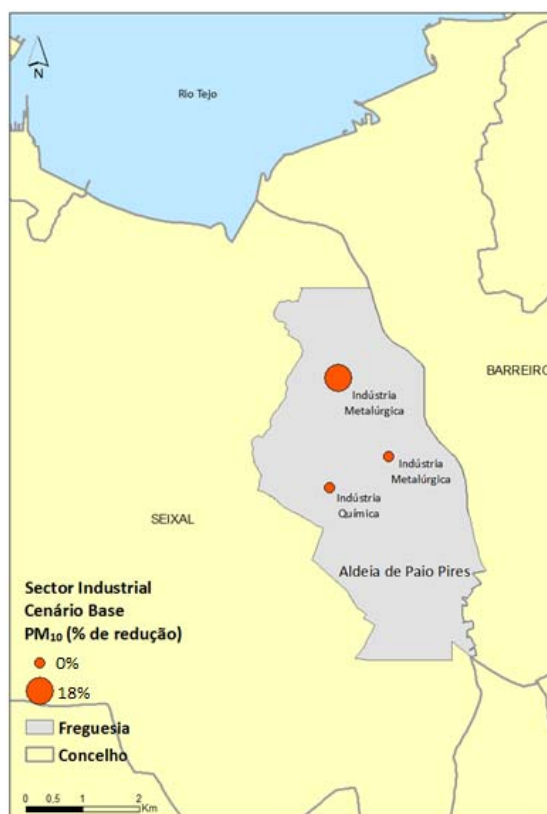 N
Rio Tejo
BARREIRO
Indústria
Metalúrgica
Indústria
Metalúrgica
Indústria
Química
SEIXAL
Aldeia de Paio Pires
Sector Industrial
Cenário Base
PM₁₀ (% de redução)
0%
18%
Freguesia
Concelho
0 0,5 1 2
Km